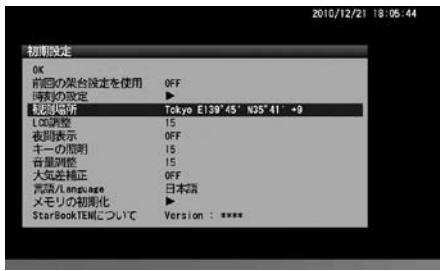 2010/12/21 18:05:44
初期設定
OK
前回の架台設定を使用 OFF
時刻の設定 ▶
観測場所 Tokyo E139°45' N35°41' +9
LCD調整 15
夜間表示 OFF
キーの照明 15
音量調整 15
大気差補正 OFF
言語/Language 日本語
メモリの初期化 ▶
StarBookTENについて Version : ****